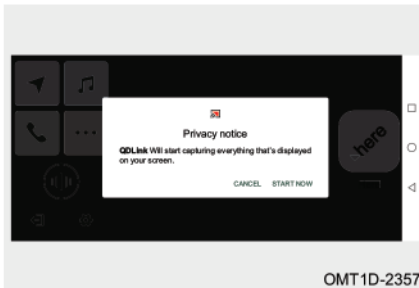 Privacy notice
QDLink Will start capturing everything that's displayed
on your screen.
CANCEL START NOW
here
OMT1D-2357